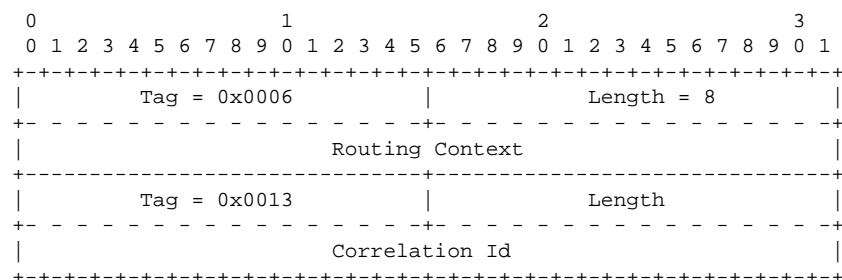 0                   1                   2                   3
 0 1 2 3 4 5 6 7 8 9 0 1 2 3 4 5 6 7 8 9 0 1 2 3 4 5 6 7 8 9 0 1
+-+-+-+-+-+-+-+-+-+-+-+-+-+-+-+-+-+-+-+-+-+-+-+-+-+-+-+-+-+-+-+-+
|         Tag = 0x0006          |            Length = 8         |
+- - - - - - - - - - - - - - - -+- - - - - - - - - - - - - - - -+
|                        Routing Context                        |
+-------------------------------+-------------------------------+
|         Tag = 0x0013          |            Length             |
+- - - - - - - - - - - - - - - -+- - - - - - - - - - - - - - - -+
|                        Correlation Id                         |
+-+-+-+-+-+-+-+-+-+-+-+-+-+-+-+-+-+-+-+-+-+-+-+-+-+-+-+-+-+-+-+-+